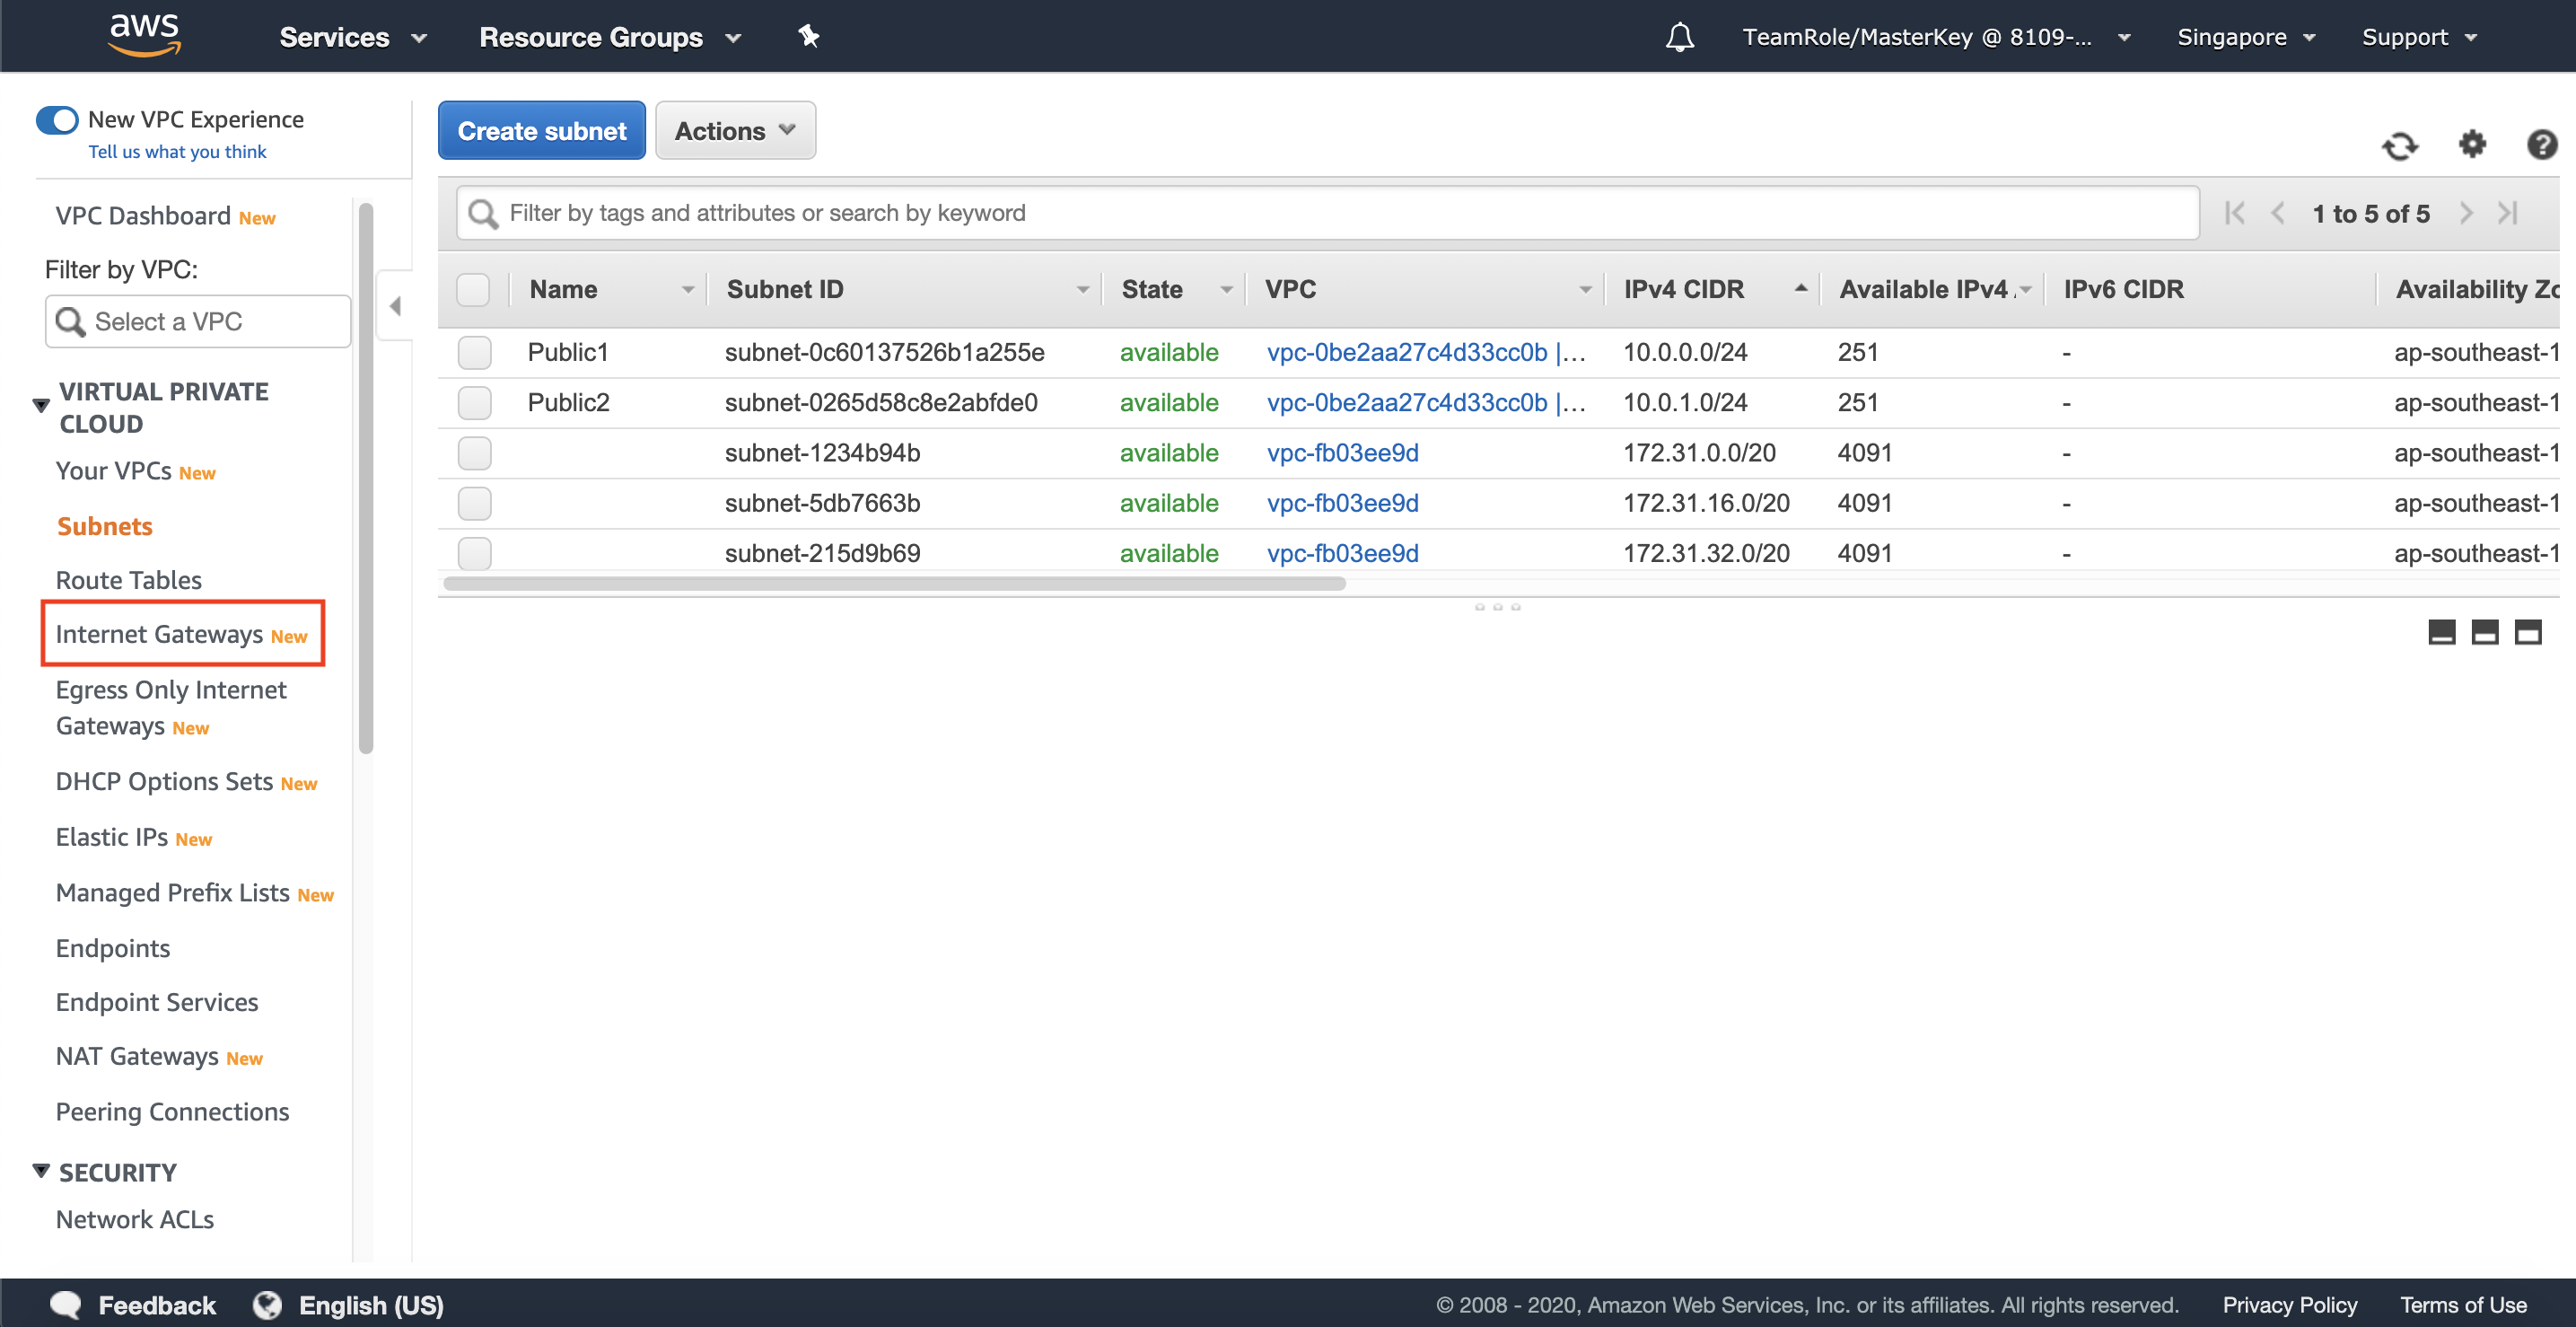 aws Services Resource Groups TeamRole/MasterKey @ 8109-... Singapore Support
New VPC Experience
Tell us what you think
VPC Dashboard New
Filter by VPC:
Select a VPC
VIRTUAL PRIVATE
CLOUD
Your VPCs New
Subnets
Route Tables
Internet Gateways New
Egress Only Internet
Gateways New
DHCP Options Sets New
Elastic IPs New
Managed Prefix Lists New
Endpoints
Endpoint Services
NAT Gateways New
Peering Connections
SECURITY
Network ACLs
Create subnet Actions
Filter by tags and attributes or search by keyword 1 to 5 of 5
Name Subnet ID State VPC IPv4 CIDR Available IPv4 IPv6 CIDR Availability Zo
Public1 subnet-0c60137526b1a255e available vpc-0be2aa27c4d33cc0b |... 10.0.0.0/24 251 - ap-southeast-1
Public2 subnet-0265d58c8e2abfde0 available vpc-0be2aa27c4d33cc0b |... 10.0.1.0/24 251 - ap-southeast-1
subnet-1234b94b available vpc-fb03ee9d 172.31.0.0/20 4091 - ap-southeast-1
subnet-5db7663b available vpc-fb03ee9d 172.31.16.0/20 4091 - ap-southeast-1
subnet-215d9b69 available vpc-fb03ee9d 172.31.32.0/20 4091 - ap-southeast-1
Feedback English (US) © 2008 - 2020, Amazon Web Services, Inc. or its affiliates. All rights reserved. Privacy Policy Terms of Use